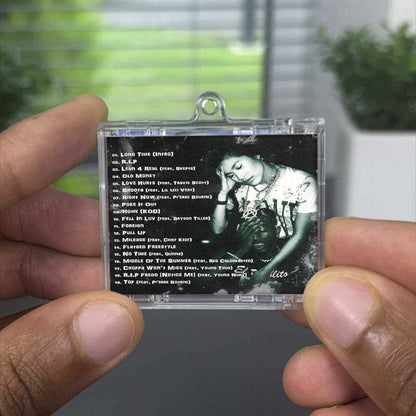 01. Long Time (Intro)
02. R.I.P
03. Lean 4 Real (feat. Skepta)
04. Old Money
05. Love Hurts (feat. Travis Scott)
06. Shoota (feat. Lil Uzi Vert)
07. Right Now (feat. Pi'erre Bourne)
08. Poke It Out
09. Home (KOD)
10. Fell In Luv (feat. Bryson Tiller)
11. Foreign
12. Pull Up
13. Mileage (feat. Chief Keef)
14. FlatBed Freestyle
15. No Time (feat. Gunna)
16. Middle Of The Summer (feat. Red Coldhearted)
17. Choppa Won't Miss (feat. Young Thug)
18. R.I.P Fredo (Notice Me) (feat. Young Nudy)
19. Top (feat. Pi'erre Bourne)